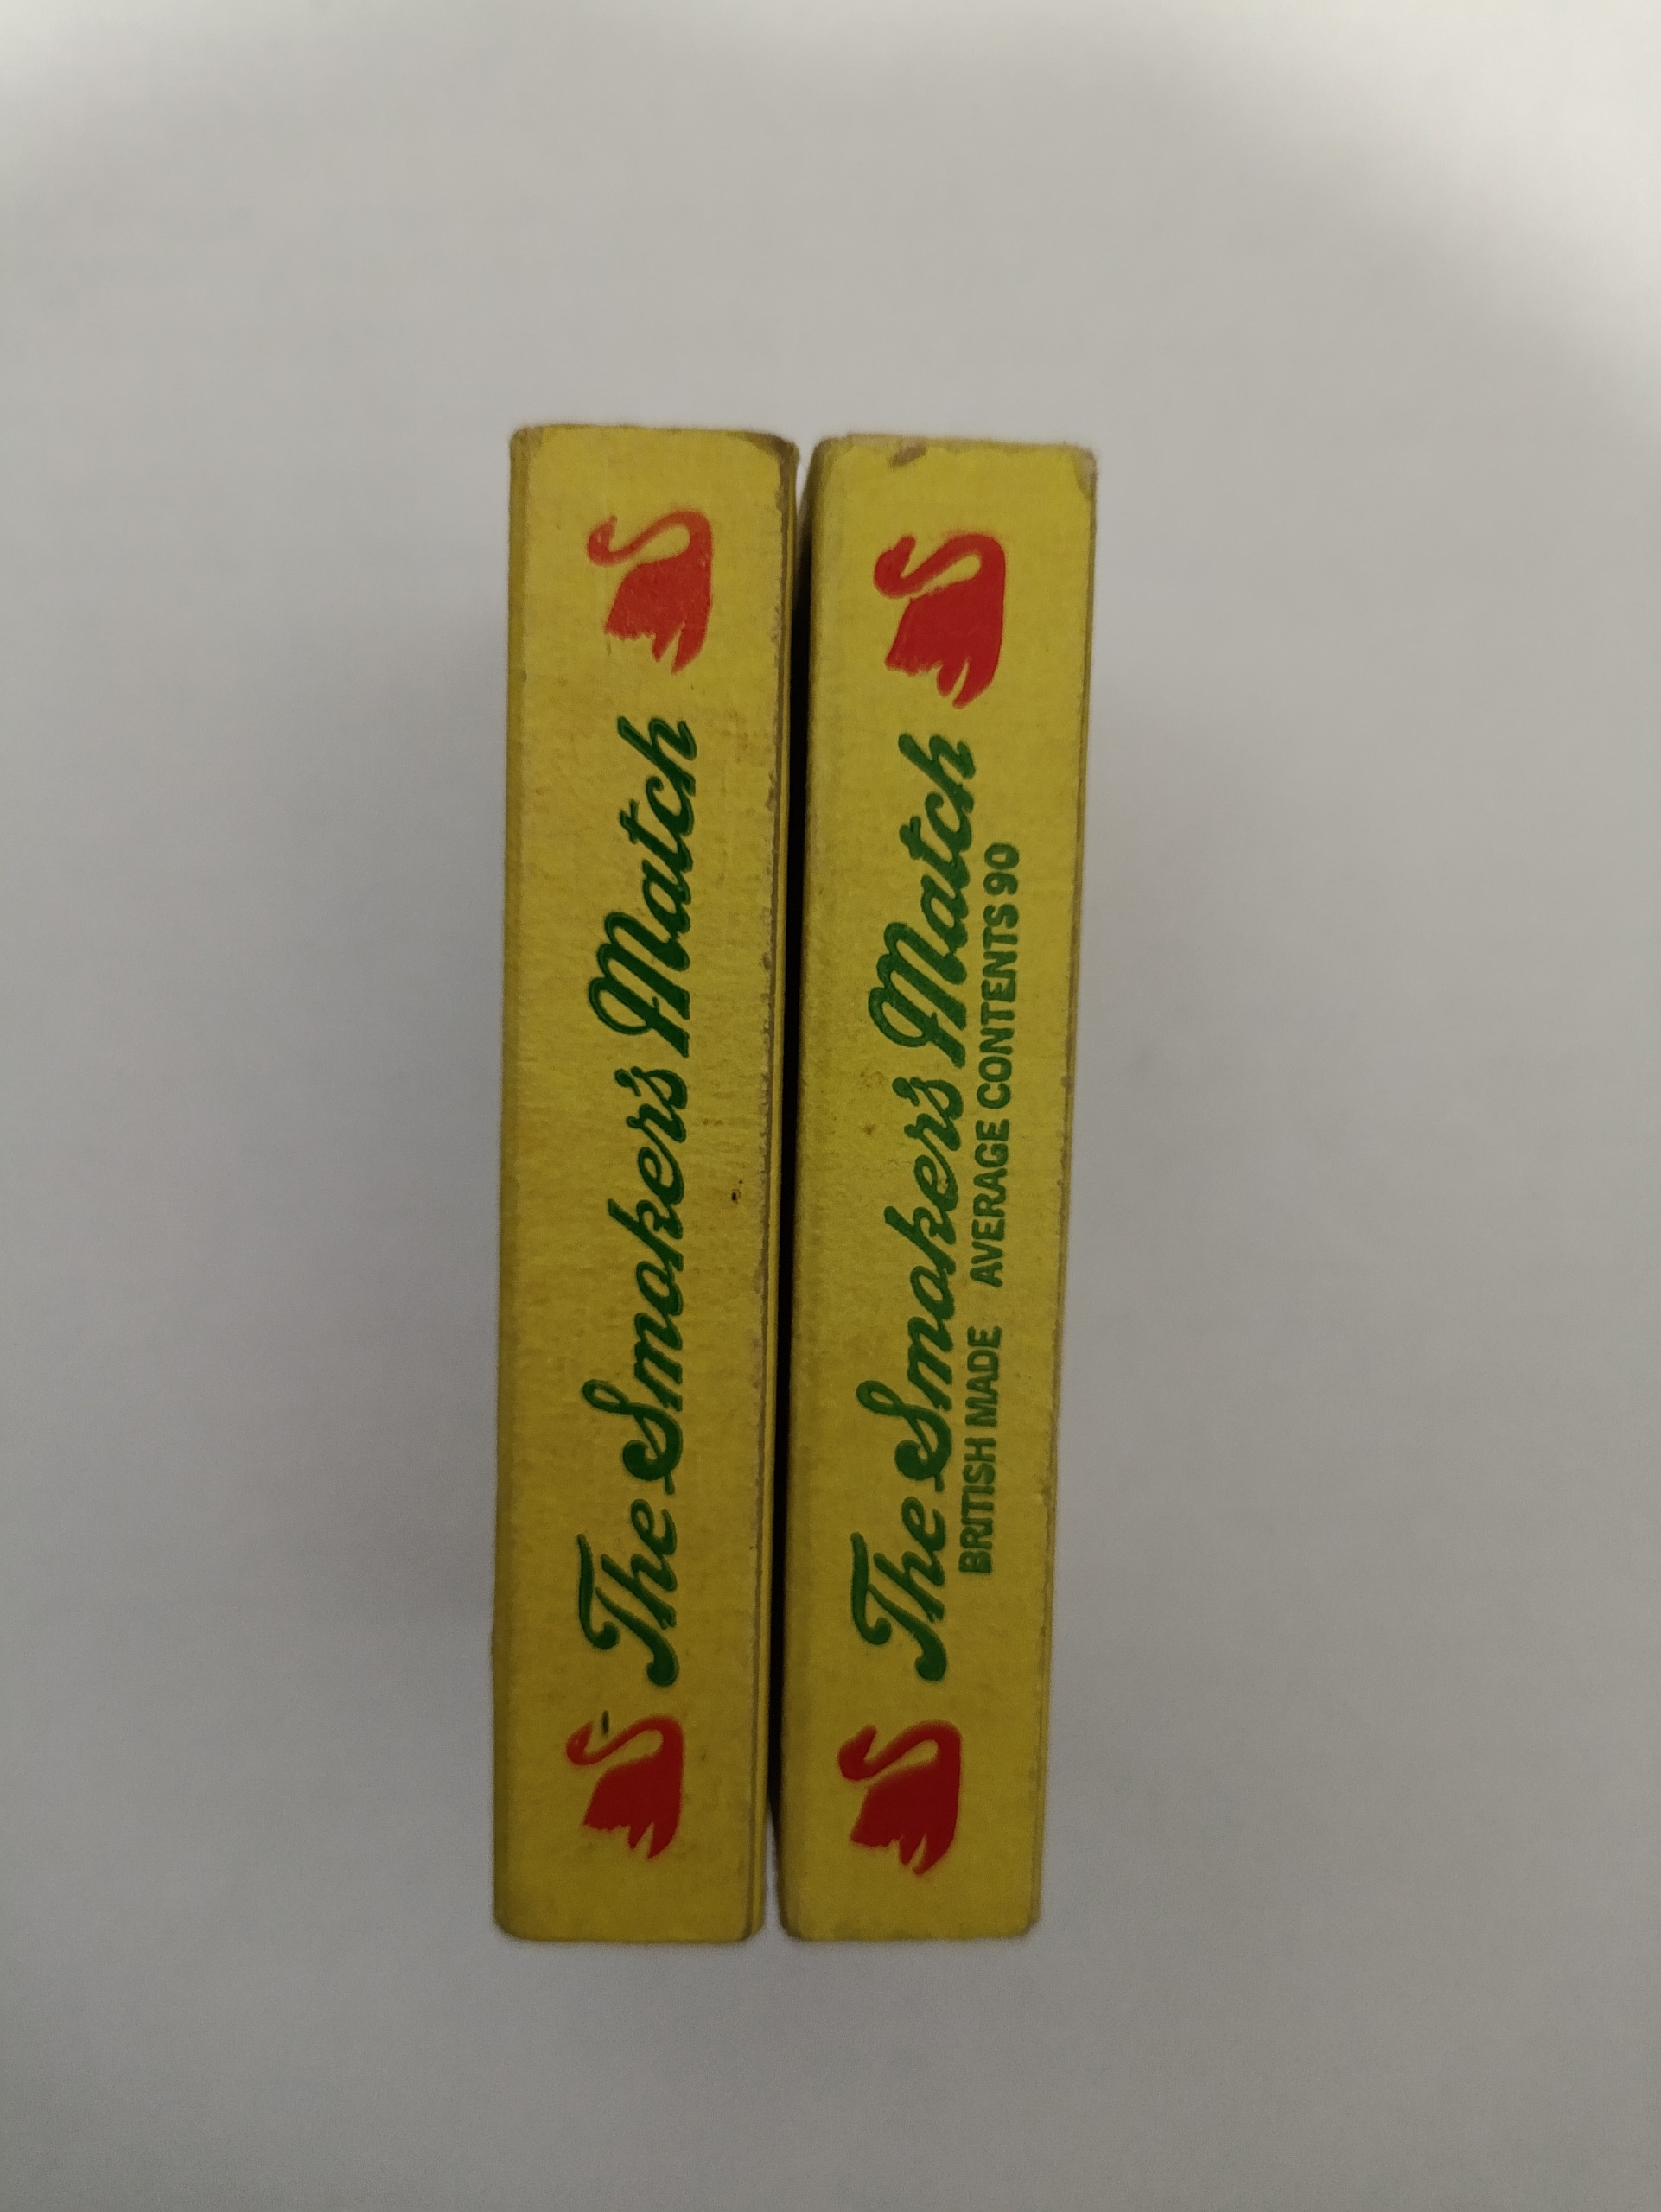 The Smoker's Match
The Smoker's Match
BRITISH MADE AVERAGE CONTENTS 90